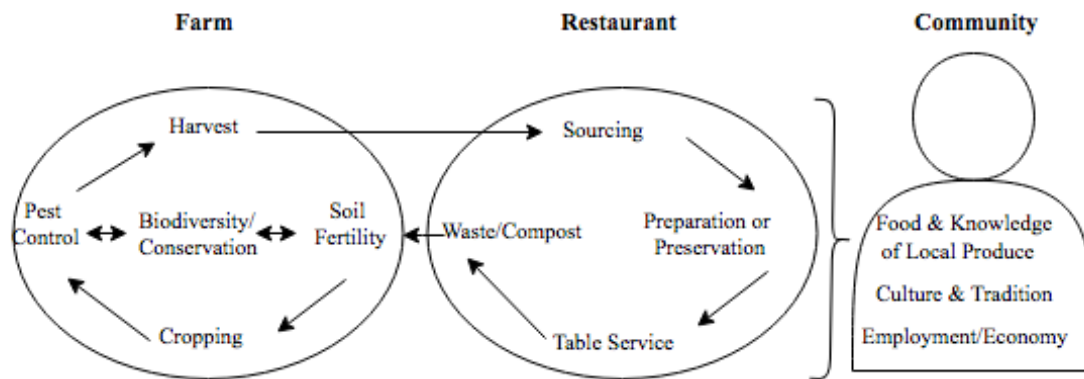 Farm
Restaurant
Community
Harvest
Sourcing
Pest
Control
Biodiversity/
Conservation
Soil
Fertility
Waste/Compost
Preparation or
Preservation
Cropping
Table Service
Food & Knowledge
of Local Produce
Culture & Tradition
Employment/Economy